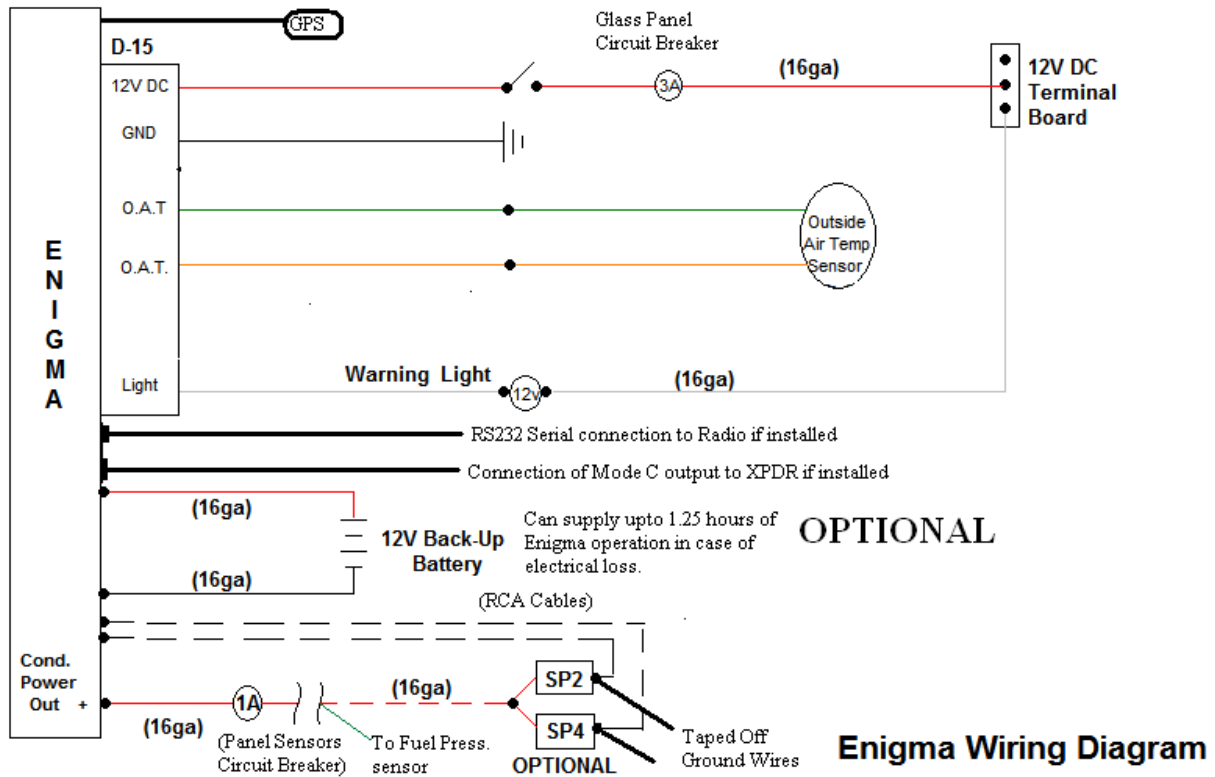 GPS
D-15
12V DC
GND
O.A.T
O.A.T.
Light
ENIGMA
Glass Panel
Circuit Breaker
3A
(16ga)
12V DC
Terminal
Board
Outside
Air Temp
Sensor
Warning Light
12v
(16ga)
RS232 Serial connection to Radio if installed
Connection of Mode C output to XPDR if installed
(16ga)
12V Back-Up
Battery
(16ga)
Can supply upto 1.25 hours of
Enigma operation in case of
electrical loss.
OPTIONAL
(RCA Cables)
Cond.
Power
Out +
(16ga)
1A
(Panel Sensors
Circuit Breaker)
To Fuel Press.
sensor
(16ga)
SP2
SP4
OPTIONAL
Taped Off
Ground Wires
Enigma Wiring Diagram